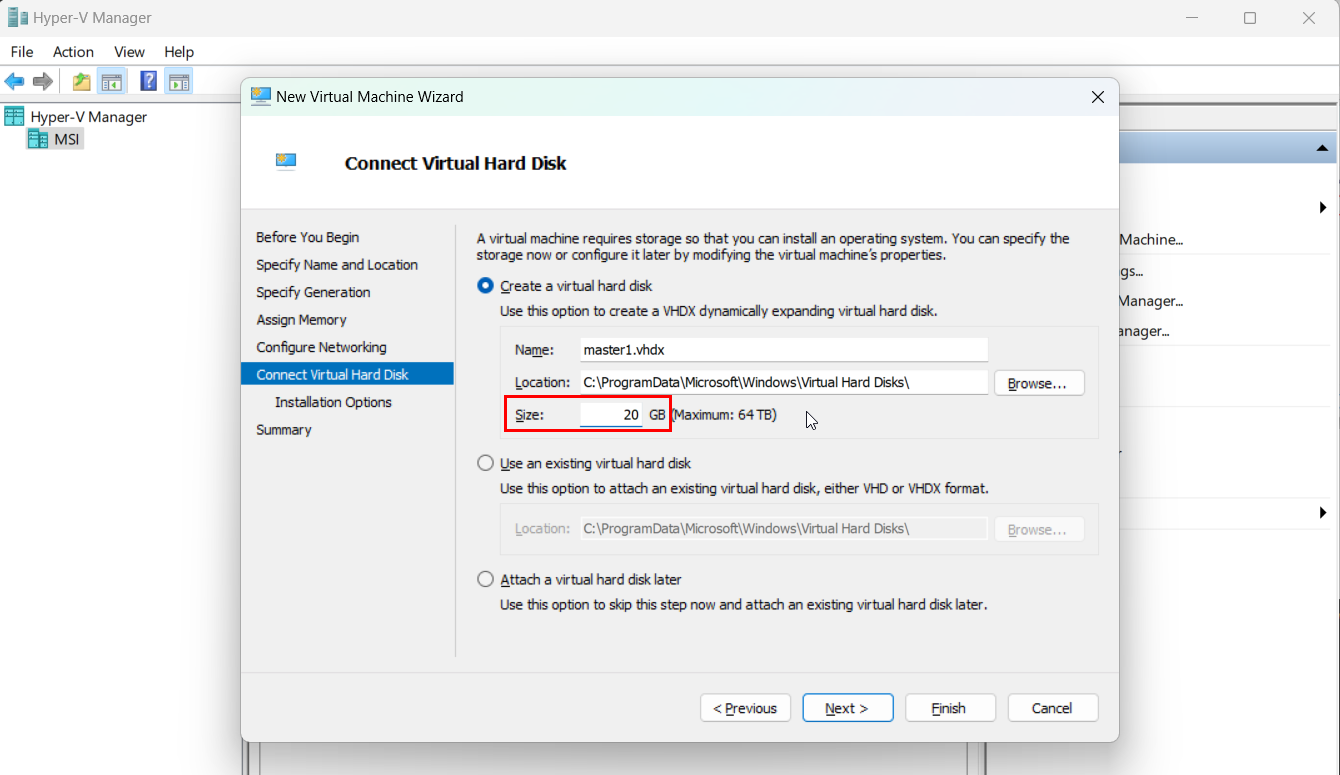 Hyper-V Manager
File Action View Help
Hyper-V Manager
MSI
New Virtual Machine Wizard
Connect Virtual Hard Disk
Before You Begin
Specify Name and Location
Specify Generation
Assign Memory
Configure Networking
Connect Virtual Hard Disk
Installation Options
Summary
A virtual machine requires storage so that you can install an operating system. You can specify the
storage now or configure it later by modifying the virtual machine's properties.
Create a virtual hard disk
Use this option to create a VHDX dynamically expanding virtual hard disk.
Name: master1.vhdx
Location: C:\ProgramData\Microsoft\Windows\Virtual Hard Disks\ Browse...
Size: 20 GB (Maximum: 64 TB)
Use an existing virtual hard disk
Use this option to attach an existing virtual hard disk, either VHD or VHDX format.
Location: C:\ProgramData\Microsoft\Windows\Virtual Hard Disks\ Browse...
Attach a virtual hard disk later
Use this option to skip this step now and attach an existing virtual hard disk later.
< Previous Next > Finish Cancel
Machine...
gs...
Manager...
anager...